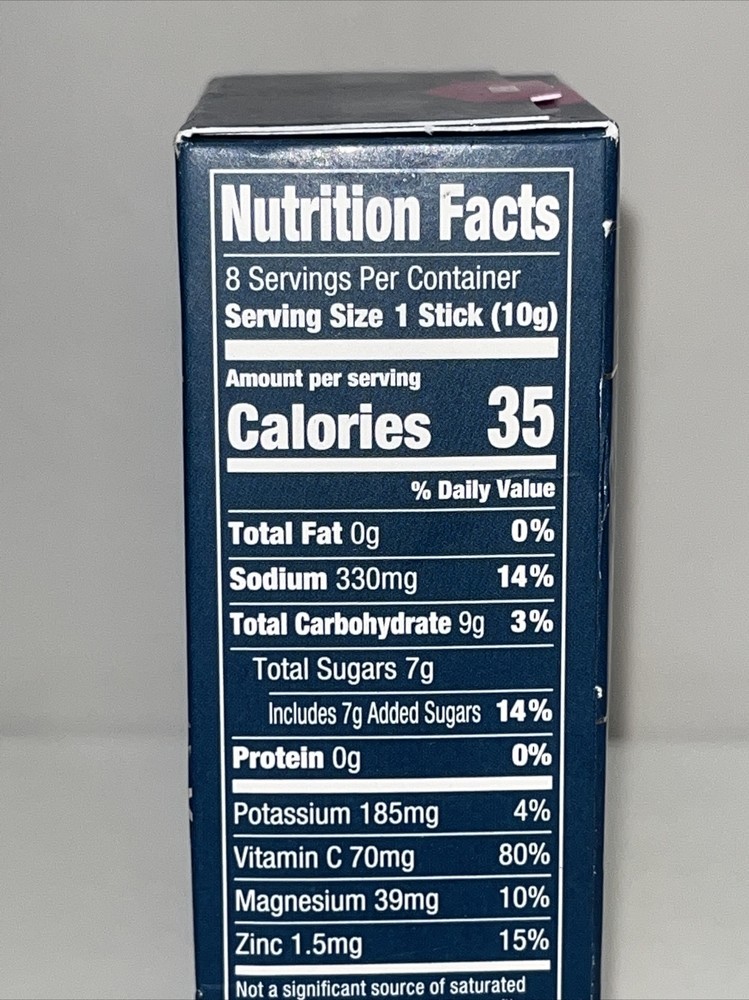 Nutrition Facts
8 Servings Per Container
Serving Size 1 Stick (10g)
Amount per serving
Calories 35
% Daily Value
Total Fat 0g 0%
Sodium 330mg 14%
Total Carbohydrate 9g 3%
Total Sugars 7g
Includes 7g Added Sugars 14%
Protein 0g 0%
Potassium 185mg 4%
Vitamin C 70mg 80%
Magnesium 39mg 10%
Zinc 1.5mg 15%
Not a significant source of saturated